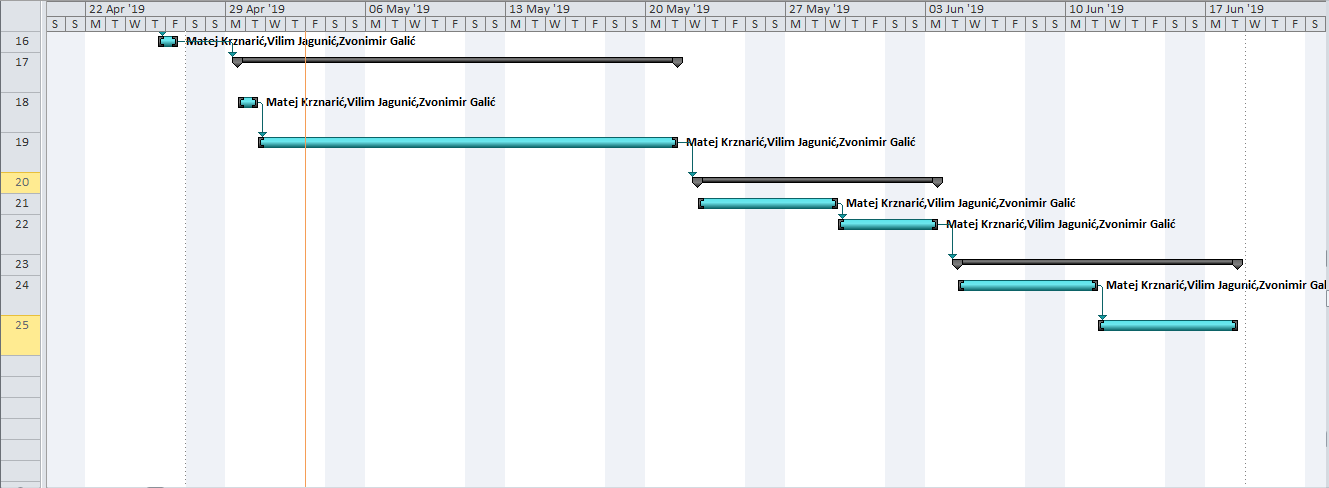 22 Apr '19 29 Apr '19 06 May '19 13 May '19 20 May '19 27 May '19 03 Jun '19 10 Jun '19 17 Jun '19
S S M T W T F S S M T W T F S S M T W T F S S M T W T F S S M T W T F S S M T W T F S S M T W T F S S M T W T F S S M T W T F S
16 Matej Krznarić,Vilim Jagunić,Zvonimir Galić
17
18 Matej Krznarić,Vilim Jagunić,Zvonimir Galić
19 Matej Krznarić,Vilim Jagunić,Zvonimir Galić
20
21 Matej Krznarić,Vilim Jagunić,Zvonimir Galić
22 Matej Krznarić,Vilim Jagunić,Zvonimir Galić
23
24 Matej Krznarić,Vilim Jagunić,Zvonimir Gal
25